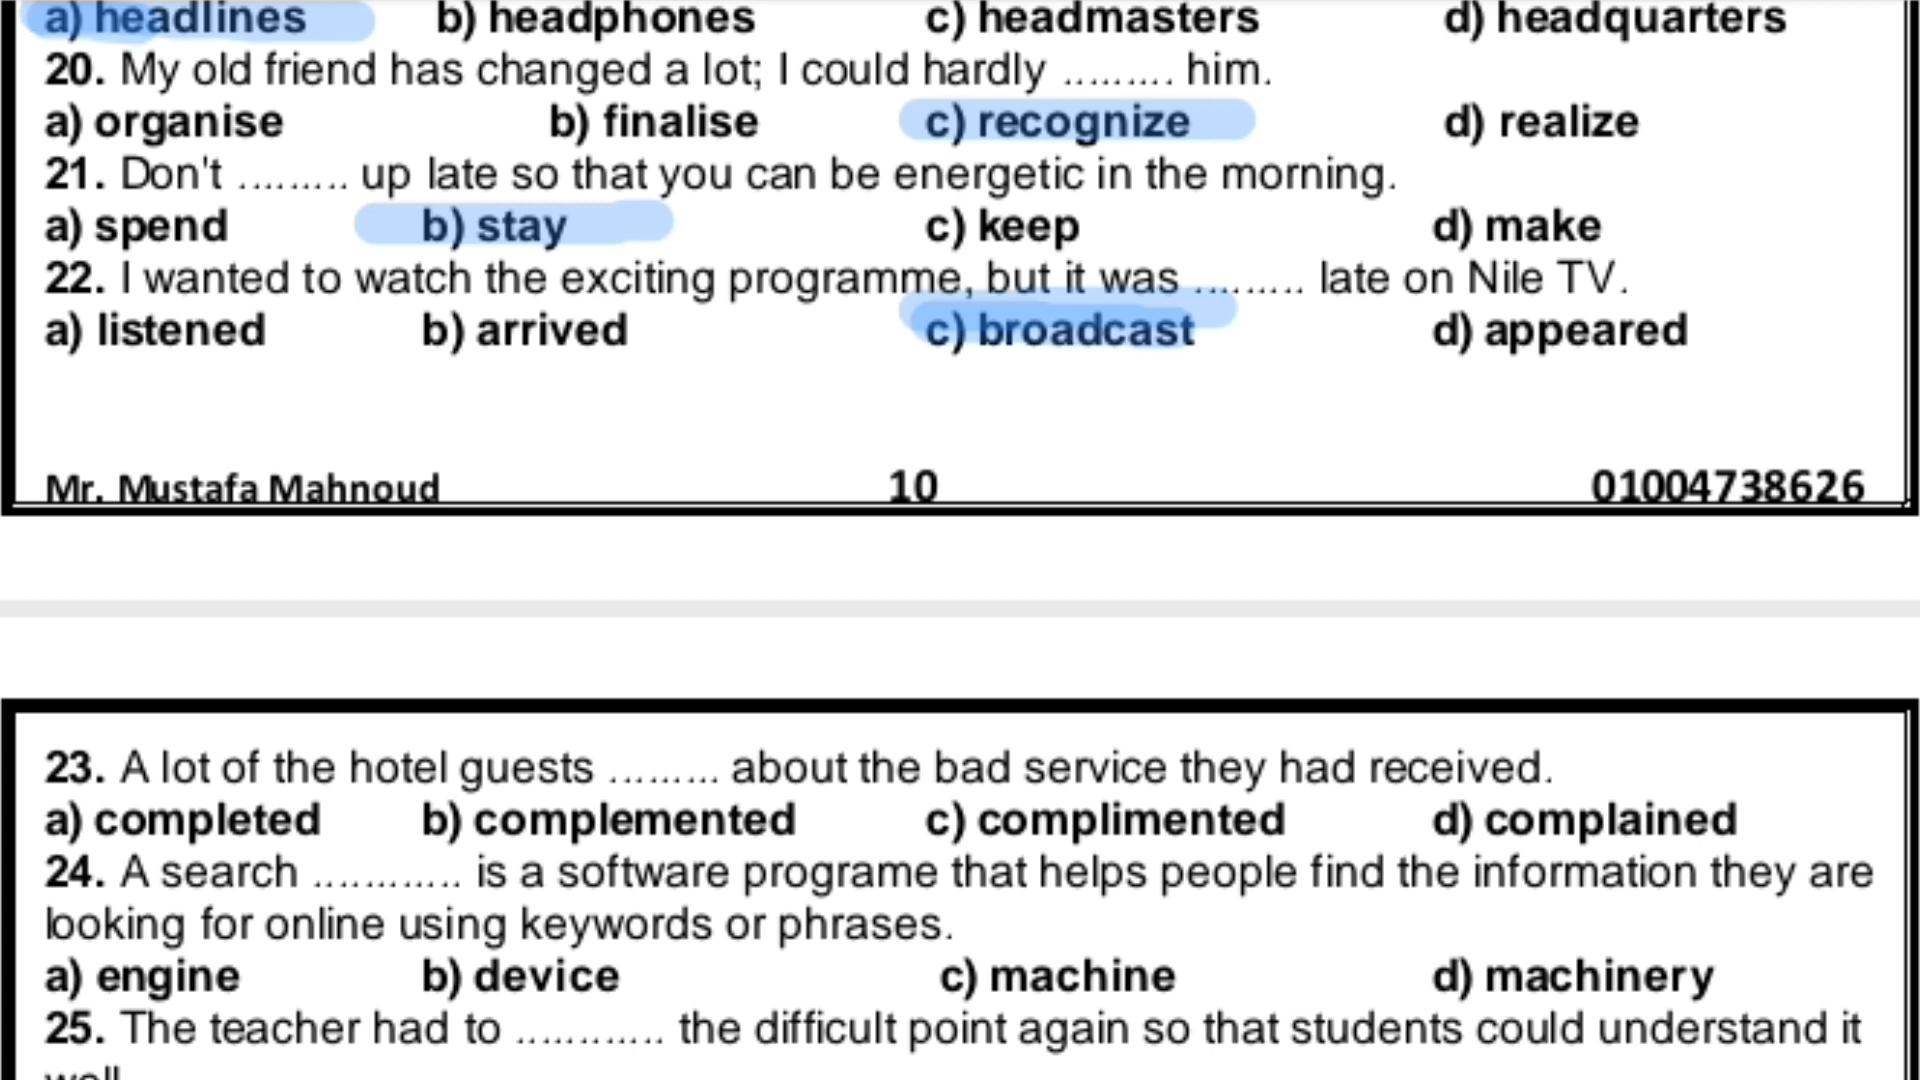 a) headlines b) headphones c) headmasters d) headquarters
20. My old friend has changed a lot; I could hardly ......... him.
a) organise b) finalise c) recognize d) realize
21. Don't ........ up late so that you can be energetic in the morning.
a) spend b) stay c) keep d) make
22. I wanted to watch the exciting programme, but it was ........ late on Nile TV.
a) listened b) arrived c) broadcast d) appeared
Mr. Mustafa Mahnoud 10 01004738626
23. A lot of the hotel guests ......... about the bad service they had received.
a) completed b) complemented c) complimented d) complained
24. A search ............ is a software programe that helps people find the information they are
looking for online using keywords or phrases.
a) engine b) device c) machine d) machinery
25. The teacher had to ............ the difficult point again so that students could understand it
well.